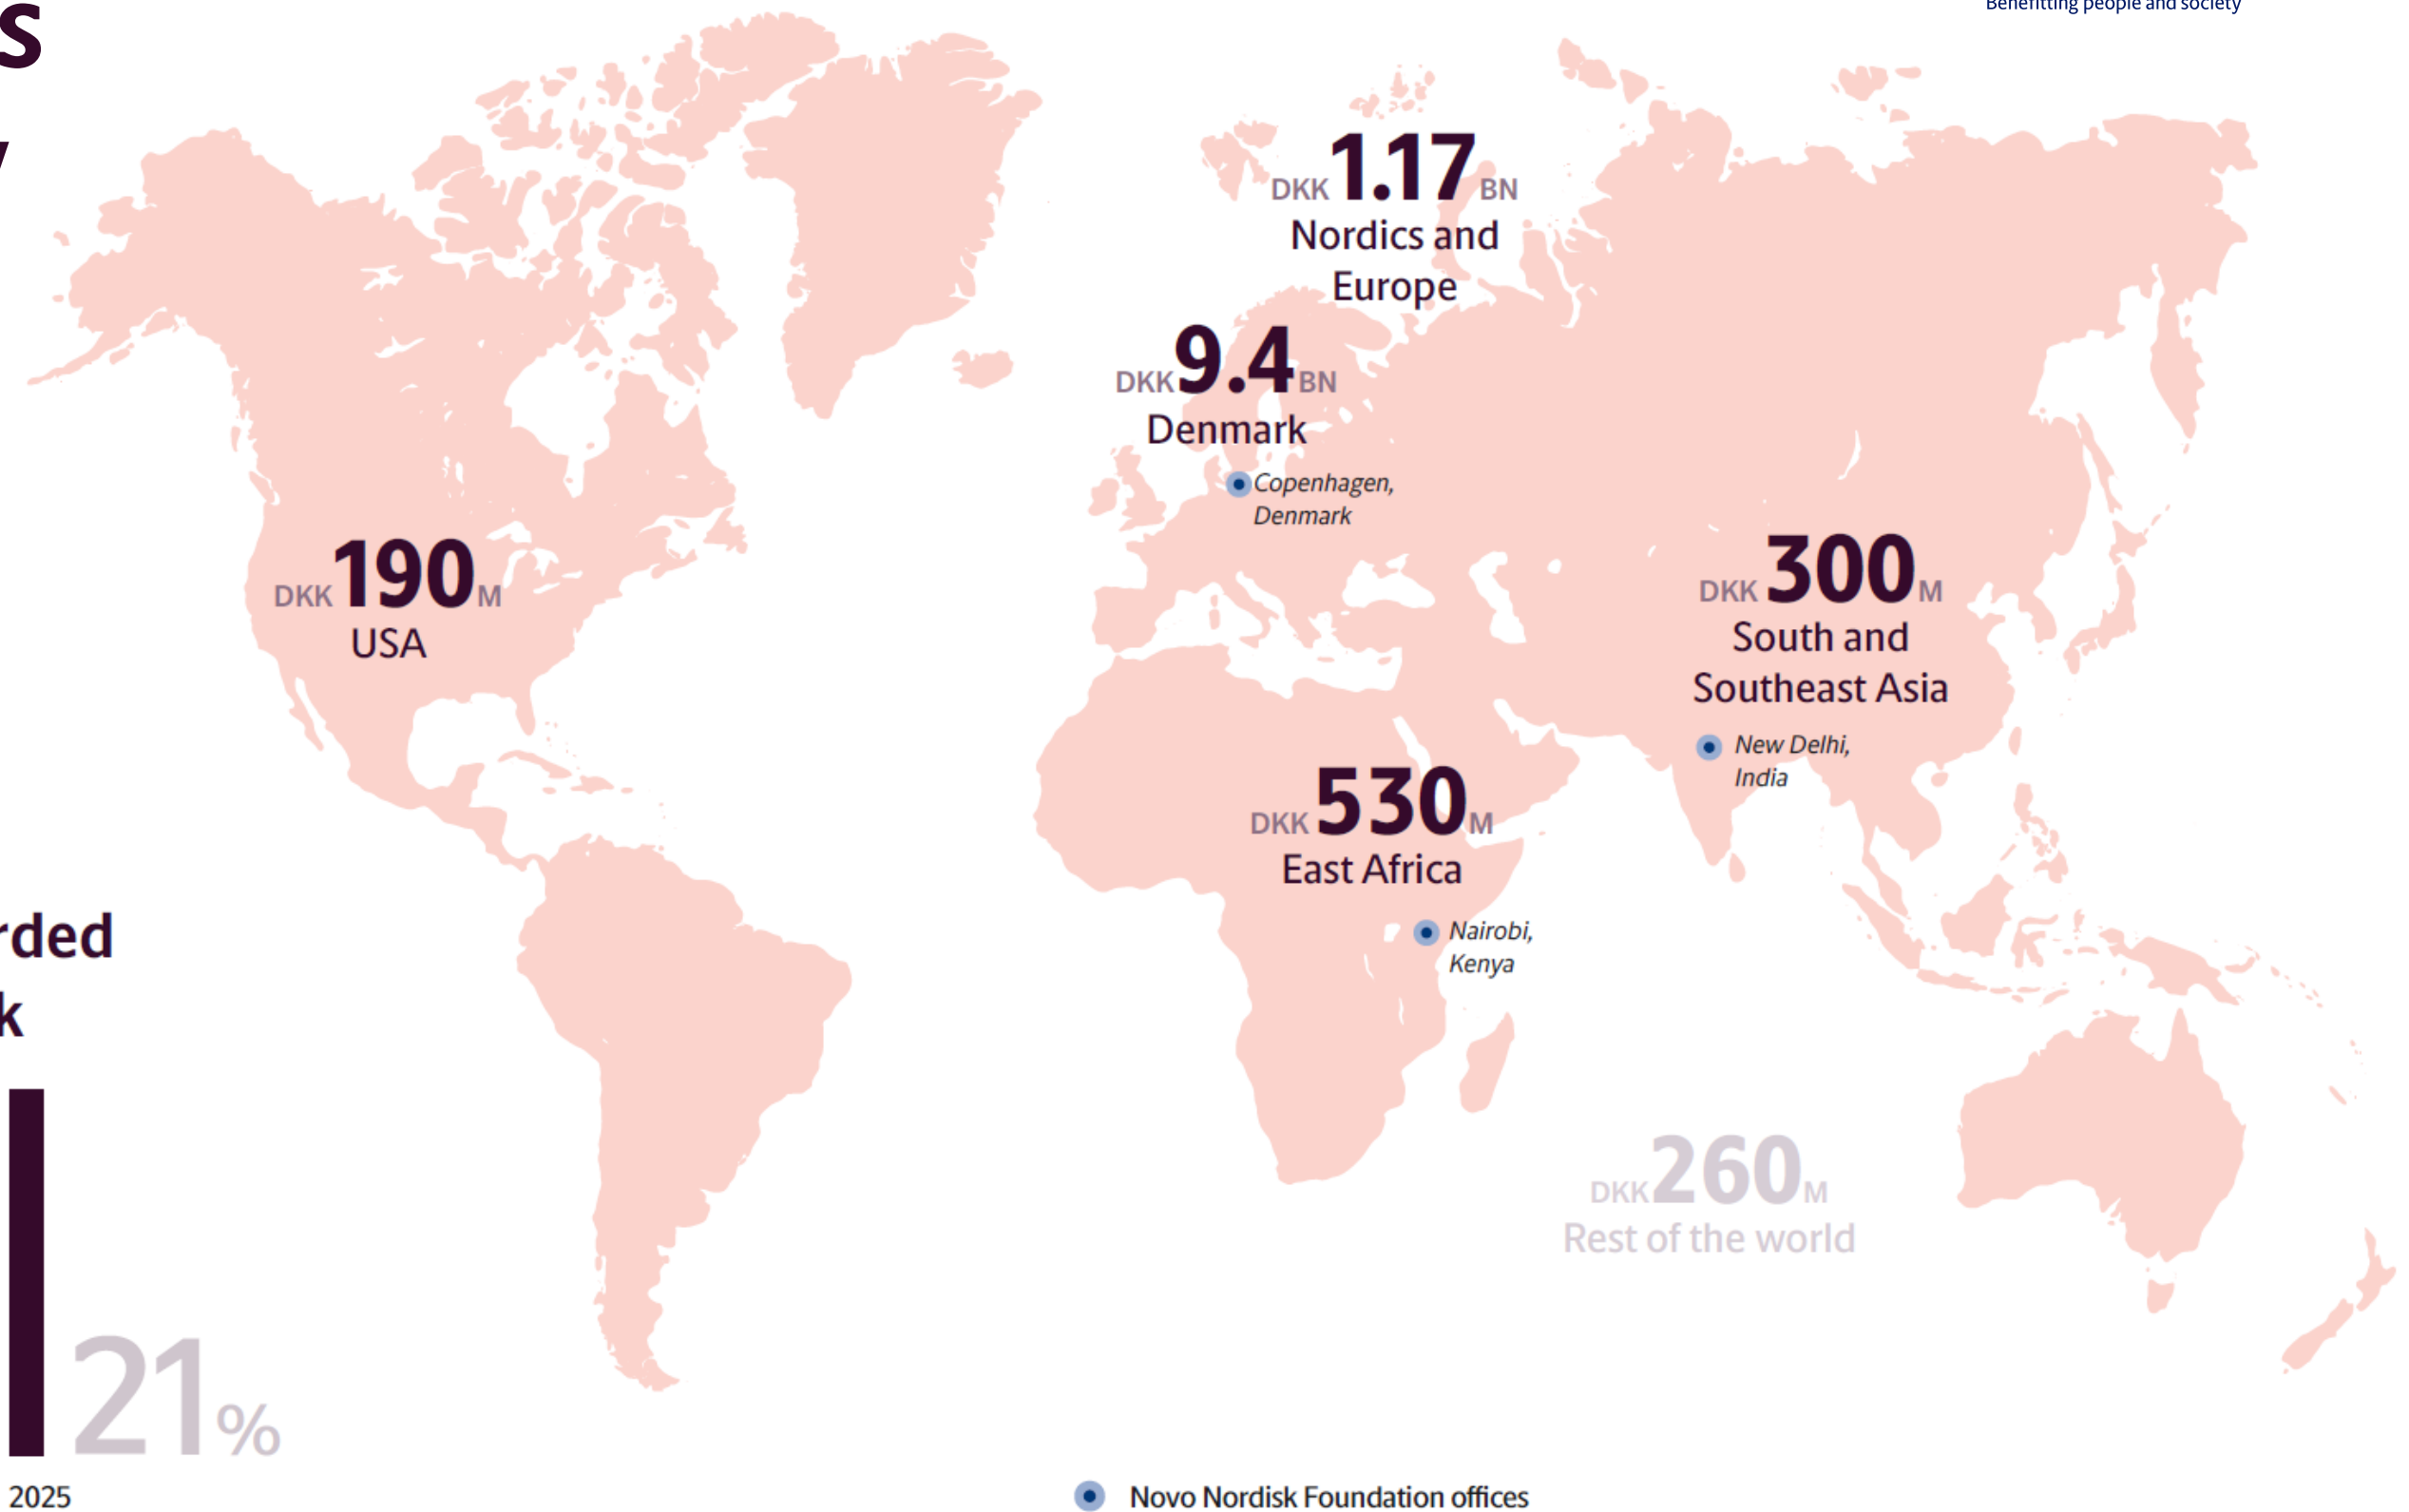 Benefitting people and society
s
y
DKK 1.17 BN
Nordics and
Europe
DKK 9.4 BN
Denmark
Copenhagen,
Denmark
DKK 190 M
USA
DKK 300 M
South and
Southeast Asia
New Delhi,
India
DKK 530 M
East Africa
Nairobi,
Kenya
rded
k
DKK 260 M
Rest of the world
21%
2025
Novo Nordisk Foundation offices